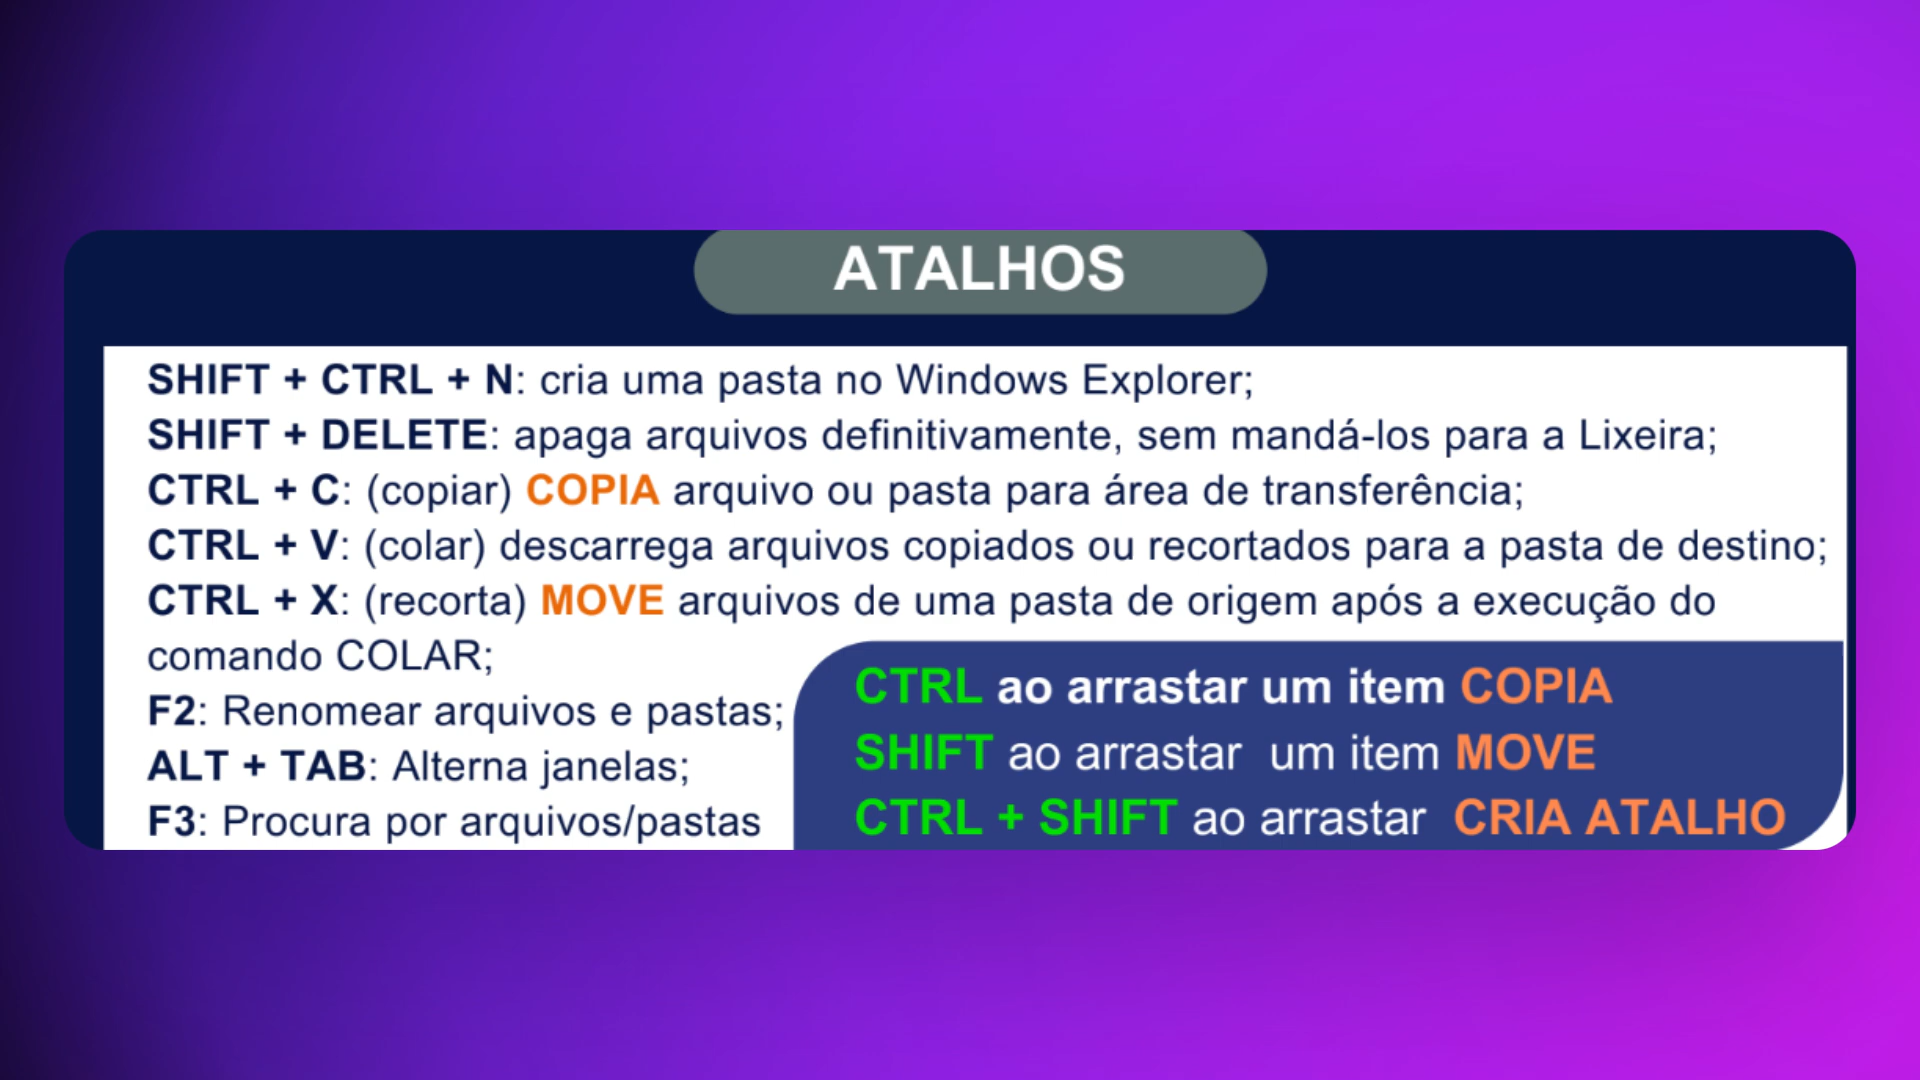 ATALHOS
SHIFT + CTRL + N: cria uma pasta no Windows Explorer;
SHIFT + DELETE: apaga arquivos definitivamente, sem mandá-los para a Lixeira;
CTRL + C: (copiar) COPIA arquivo ou pasta para área de transferência;
CTRL + V: (colar) descarrega arquivos copiados ou recortados para a pasta de destino;
CTRL + X: (recorta) MOVE arquivos de uma pasta de origem após a execução do
comando COLAR;
F2: Renomear arquivos e pastas;
ALT + TAB: Alterna janelas;
F3: Procura por arquivos/pastas
CTRL ao arrastar um item COPIA
SHIFT ao arrastar um item MOVE
CTRL + SHIFT ao arrastar CRIA ATALHO